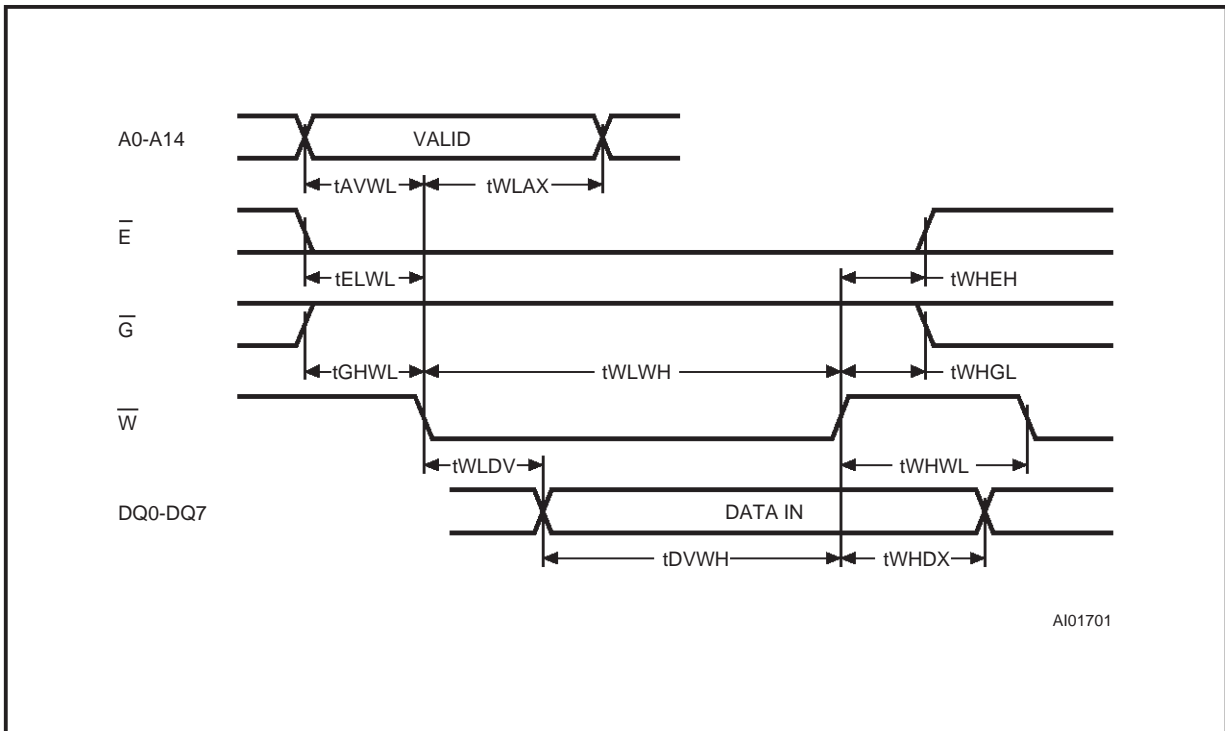 A0-A14 VALID
tAVWL tWLAX
E̅
tELWL tWHEH
G̅
tGHWL tWLWH tWHGL
W̅
tWLDV tWHWL
DQ0-DQ7 DATA IN
tDVWH tWHDX
AI01701